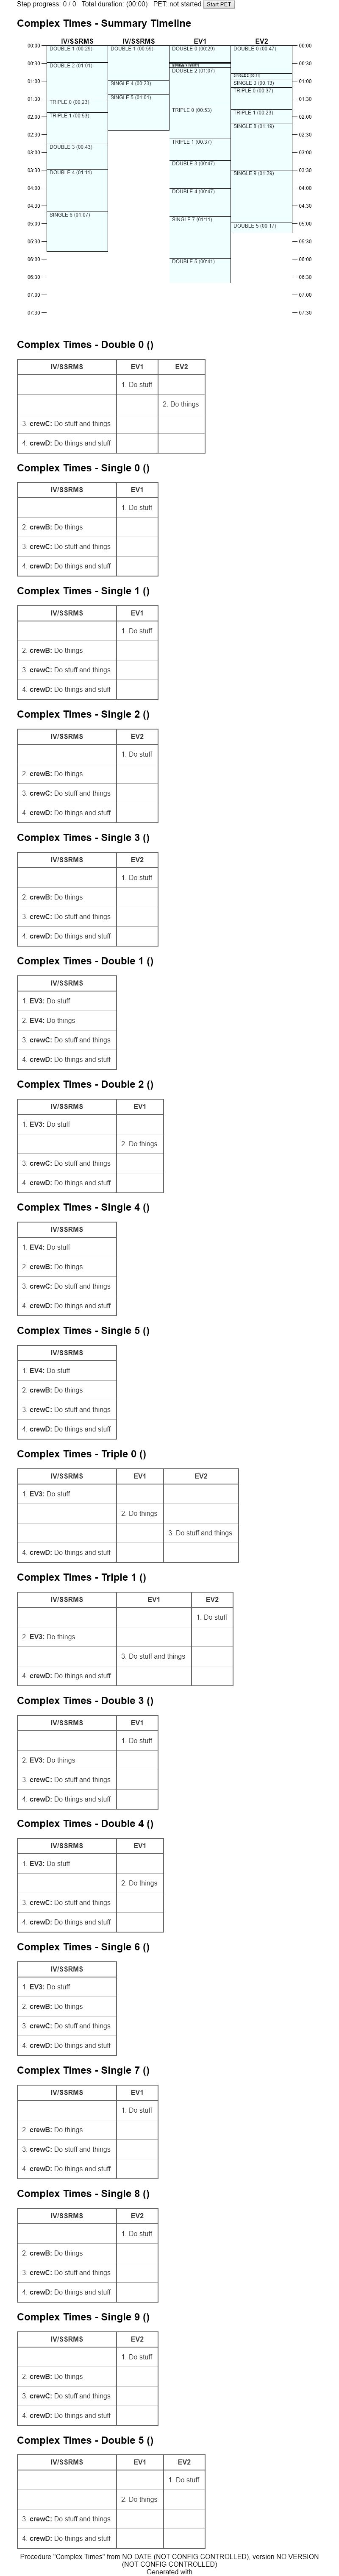 Step progress: 0 / 0 Total duration: (00:00) PET: not started Start PET
Complex Times - Summary Timeline
IV/SSRMS IV/SSRMS EV1 EV2
00:00 DOUBLE 1 (00:29) DOUBLE 1 (00:59) DOUBLE 0 (00:29) DOUBLE 0 (00:47) 00:00
00:30 DOUBLE 2 (01:01) DOUBLE 2 (01:07) 00:30
01:00 SINGLE 4 (00:23) SINGLE 3 (00:13) 01:00
TRIPLE 0 (00:37)
01:30 TRIPLE 0 (00:23) SINGLE 5 (01:01) 01:30
02:00 TRIPLE 1 (00:53) TRIPLE 0 (00:53) TRIPLE 1 (00:23) 02:00
SINGLE 8 (01:19)
02:30 DOUBLE 3 (00:43) TRIPLE 1 (00:37) 02:30
03:00 03:00
DOUBLE 3 (00:47)
03:30 DOUBLE 4 (01:11) SINGLE 9 (01:29) 03:30
04:00 DOUBLE 4 (00:47) 04:00
04:30 SINGLE 6 (01:07) SINGLE 7 (01:11) 04:30
05:00 DOUBLE 5 (00:17) 05:00
05:30 05:30
06:00 DOUBLE 5 (00:41) 06:00
06:30 06:30
07:00 07:00
07:30 07:30
Complex Times - Double 0 ()
IV/SSRMS EV1 EV2
1. Do stuff
2. Do things
3. crewC: Do stuff and things
4. crewD: Do things and stuff
Complex Times - Single 0 ()
IV/SSRMS EV1
1. Do stuff
2. crewB: Do things
3. crewC: Do stuff and things
4. crewD: Do things and stuff
Complex Times - Single 1 ()
IV/SSRMS EV1
1. Do stuff
2. crewB: Do things
3. crewC: Do stuff and things
4. crewD: Do things and stuff
Complex Times - Single 2 ()
IV/SSRMS EV2
1. Do stuff
2. crewB: Do things
3. crewC: Do stuff and things
4. crewD: Do things and stuff
Complex Times - Single 3 ()
IV/SSRMS EV2
1. Do stuff
2. crewB: Do things
3. crewC: Do stuff and things
4. crewD: Do things and stuff
Complex Times - Double 1 ()
IV/SSRMS
1. EV3: Do stuff
2. EV4: Do things
3. crewC: Do stuff and things
4. crewD: Do things and stuff
Complex Times - Double 2 ()
IV/SSRMS EV1
1. EV3: Do stuff
2. Do things
3. crewC: Do stuff and things
4. crewD: Do things and stuff
Complex Times - Single 4 ()
IV/SSRMS
1. EV4: Do stuff
2. crewB: Do things
3. crewC: Do stuff and things
4. crewD: Do things and stuff
Complex Times - Single 5 ()
IV/SSRMS
1. EV4: Do stuff
2. crewB: Do things
3. crewC: Do stuff and things
4. crewD: Do things and stuff
Complex Times - Triple 0 ()
IV/SSRMS EV1 EV2
1. EV3: Do stuff
2. Do things
3. Do stuff and things
4. crewD: Do things and stuff
Complex Times - Triple 1 ()
IV/SSRMS EV1 EV2
1. Do stuff
2. EV3: Do things
3. Do stuff and things
4. crewD: Do things and stuff
Complex Times - Double 3 ()
IV/SSRMS EV1
1. Do stuff
2. EV3: Do things
3. crewC: Do stuff and things
4. crewD: Do things and stuff
Complex Times - Double 4 ()
IV/SSRMS EV1
1. EV3: Do stuff
2. Do things
3. crewC: Do stuff and things
4. crewD: Do things and stuff
Complex Times - Single 6 ()
IV/SSRMS
1. EV3: Do stuff
2. crewB: Do things
3. crewC: Do stuff and things
4. crewD: Do things and stuff
Complex Times - Single 7 ()
IV/SSRMS EV1
1. Do stuff
2. crewB: Do things
3. crewC: Do stuff and things
4. crewD: Do things and stuff
Complex Times - Single 8 ()
IV/SSRMS EV2
1. Do stuff
2. crewB: Do things
3. crewC: Do stuff and things
4. crewD: Do things and stuff
Complex Times - Single 9 ()
IV/SSRMS EV2
1. Do stuff
2. crewB: Do things
3. crewC: Do stuff and things
4. crewD: Do things and stuff
Complex Times - Double 5 ()
IV/SSRMS EV1 EV2
1. Do stuff
2. Do things
3. crewC: Do stuff and things
4. crewD: Do things and stuff
Procedure "Complex Times" from NO DATE (NOT CONFIG CONTROLLED), version NO VERSION
(NOT CONFIG CONTROLLED)
Generated with